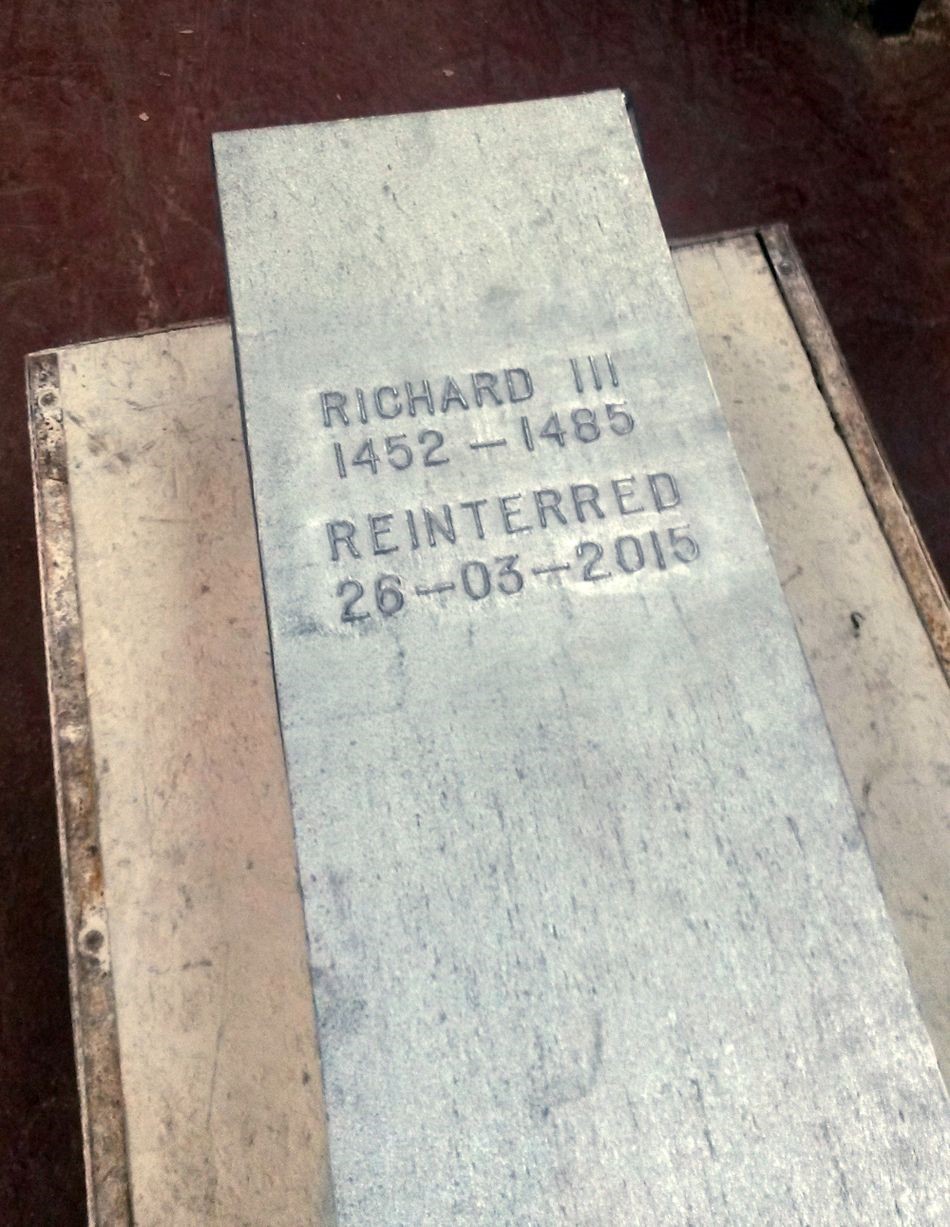 RICHARD III
1452 – 1485
REINTERRED
26–03–2015